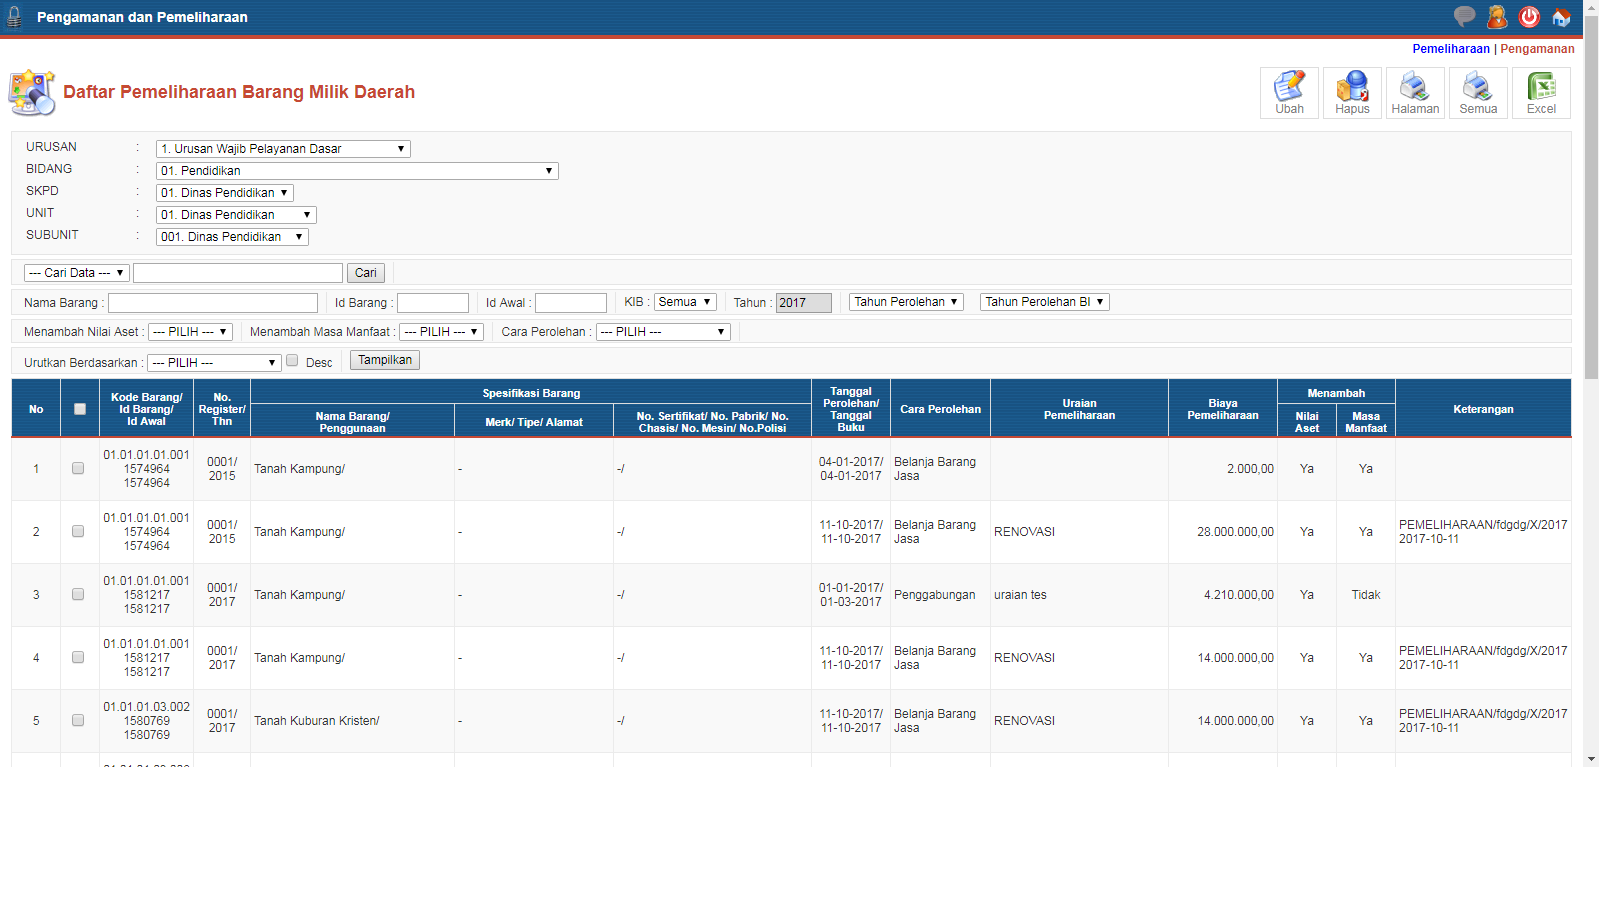 Pengamanan dan Pemeliharaan
Pemeliharaan | Pengamanan
Daftar Pemeliharaan Barang Milik Daerah
Ubah Hapus Halaman Semua Excel
URUSAN : 1. Urusan Wajib Pelayanan Dasar
BIDANG : 01. Pendidikan
SKPD : 01. Dinas Pendidikan
UNIT : 01. Dinas Pendidikan
SUBUNIT : 001. Dinas Pendidikan
--- Cari Data --- Cari
Nama Barang : Id Barang : Id Awal : KIB : Semua Tahun : 2017 Tahun Perolehan Tahun Perolehan BI
Menambah Nilai Aset : --- PILIH --- Menambah Masa Manfaat : --- PILIH --- Cara Perolehan : --- PILIH ---
Urutkan Berdasarkan : --- PILIH --- Desc Tampilkan
No
Kode Barang/
Id Barang/
Id Awal
No.
Register/
Thn
Spesifikasi Barang
Nama Barang/
Penggunaan
Merk/ Tipe/ Alamat
No. Sertifikat/ No. Pabrik/ No.
Chasis/ No. Mesin/ No.Polisi
Tanggal
Perolehan/
Tanggal
Buku
Cara Perolehan
Uraian
Pemeliharaan
Biaya
Pemeliharaan
Menambah
Nilai
Aset
Masa
Manfaat
Keterangan
1
01.01.01.01.001
1574964
1574964
0001/
2015
Tanah Kampung/
-
-/
04-01-2017/
04-01-2017
Belanja Barang
Jasa
2.000,00
Ya
Ya
2
01.01.01.01.001
1574964
1574964
0001/
2015
Tanah Kampung/
-
-/
11-10-2017/
11-10-2017
Belanja Barang
Jasa
RENOVASI
28.000.000,00
Ya
Ya
PEMELIHARAAN/fdgdg/X/2017
2017-10-11
3
01.01.01.01.001
1581217
1581217
0001/
2017
Tanah Kampung/
-
-/
01-01-2017/
01-03-2017
Penggabungan
uraian tes
4.210.000,00
Ya
Tidak
4
01.01.01.01.001
1581217
1581217
0001/
2017
Tanah Kampung/
-
-/
11-10-2017/
11-10-2017
Belanja Barang
Jasa
RENOVASI
14.000.000,00
Ya
Ya
PEMELIHARAAN/fdgdg/X/2017
2017-10-11
5
01.01.01.03.002
1580769
1580769
0001/
2017
Tanah Kuburan Kristen/
-
-/
11-10-2017/
11-10-2017
Belanja Barang
Jasa
RENOVASI
14.000.000,00
Ya
Ya
PEMELIHARAAN/fdgdg/X/2017
2017-10-11